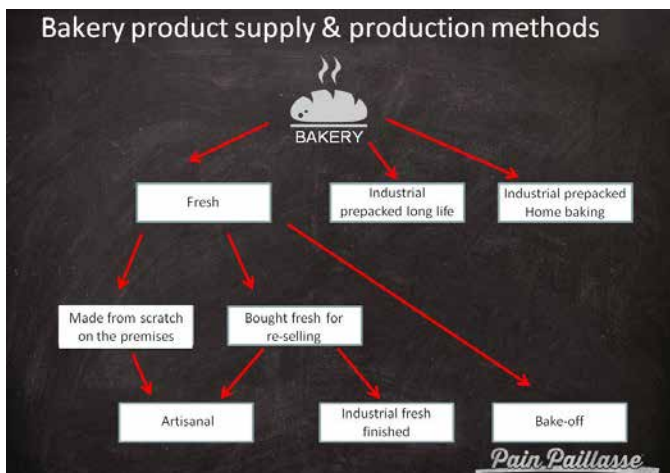 Bakery product supply & production methods
BAKERY
Fresh
Industrial
prepacked long life
Industrial prepacked
Home baking
Made from scratch
on the premises
Bought fresh for
re-selling
Artisanal
Industrial fresh
finished
Bake-off
Pain Paillasse